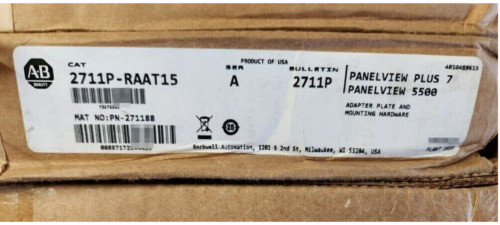 AB
QUALITY
CAT
2711P-RAAT15
PRODUCT OF USA
SER
A
BULLETIN
2711P
PANELVIEW PLUS 7
PANELVIEW 5500
ADAPTER PLATE AND
MOUNTING HARDWARE
MAT NO:PN-271188
Rockwell Automation, 1201 S 2nd St, Milwaukee, WI 53204, USA